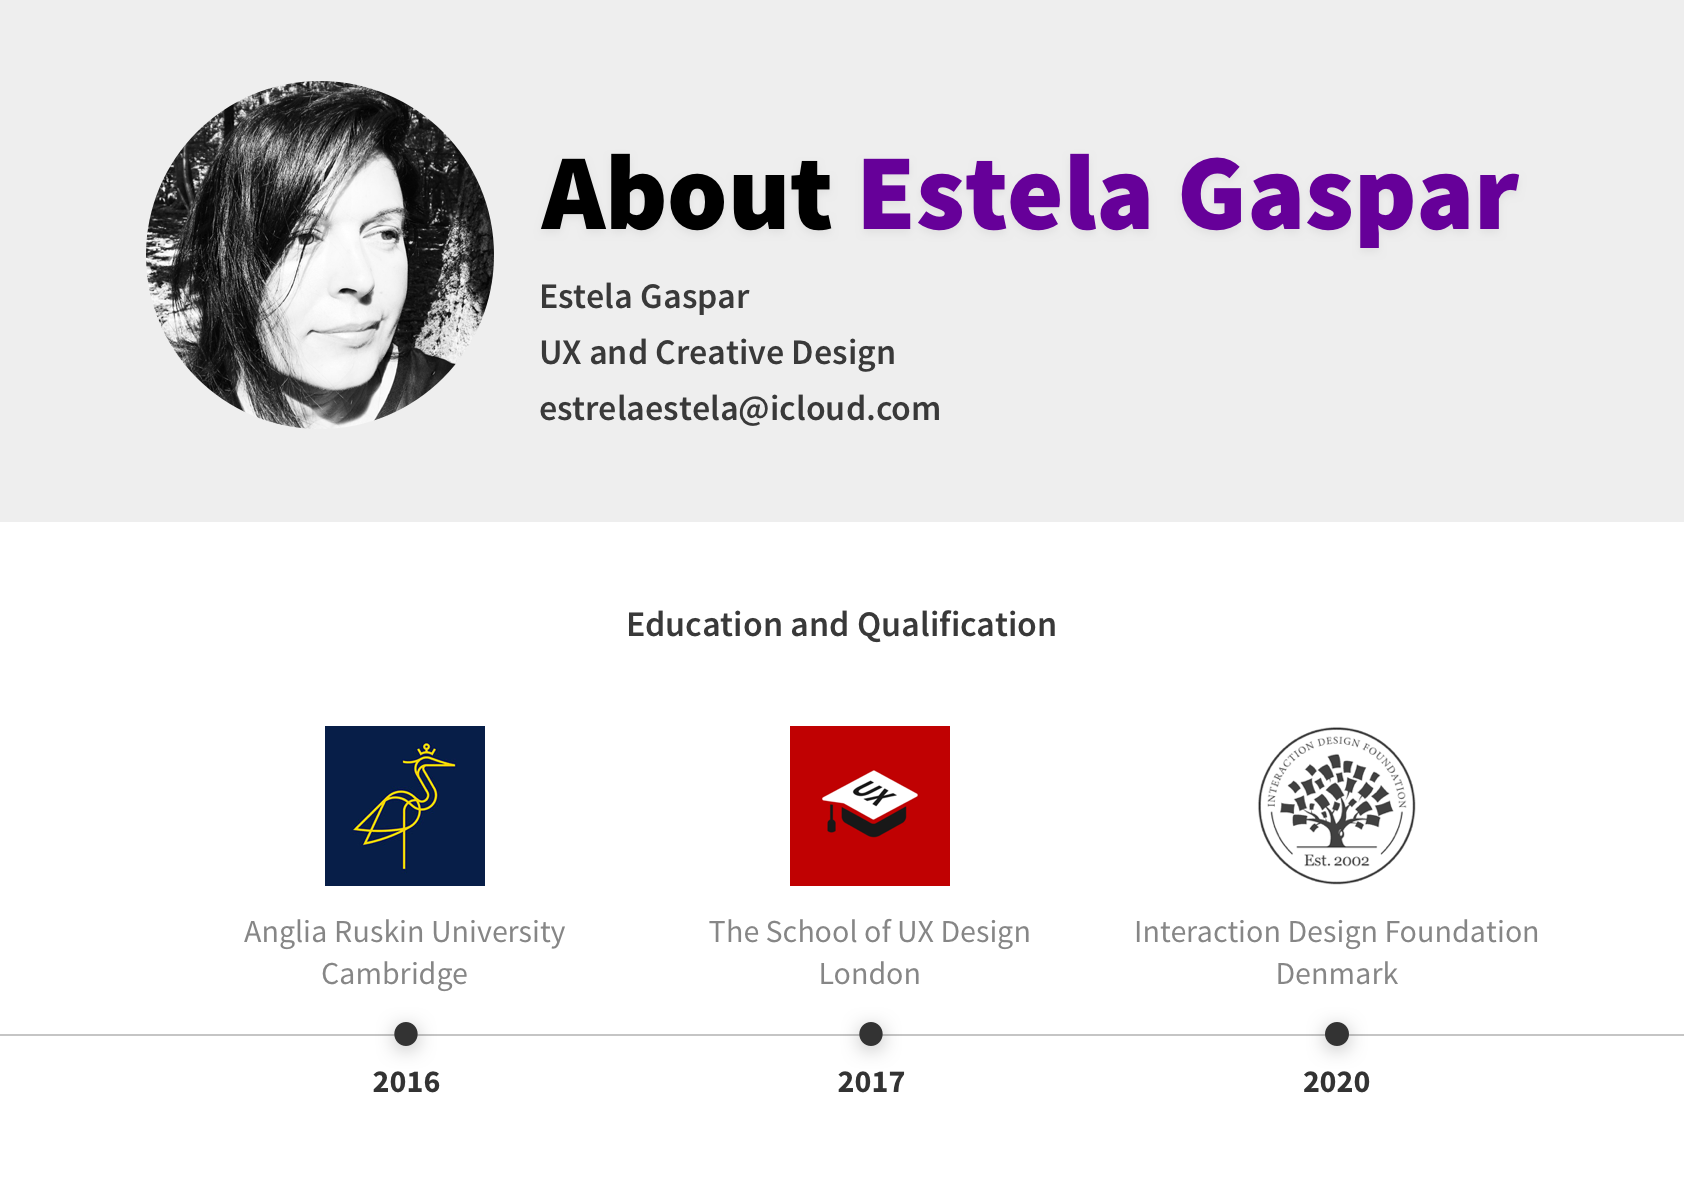 About Estela Gaspar
Estela Gaspar
UX and Creative Design
estrelaestela@icloud.com
Education and Qualification
UX
INTERACTION DESIGN FOUNDATION
Est. 2002
Anglia Ruskin University
Cambridge
The School of UX Design
London
Interaction Design Foundation
Denmark
2016
2017
2020